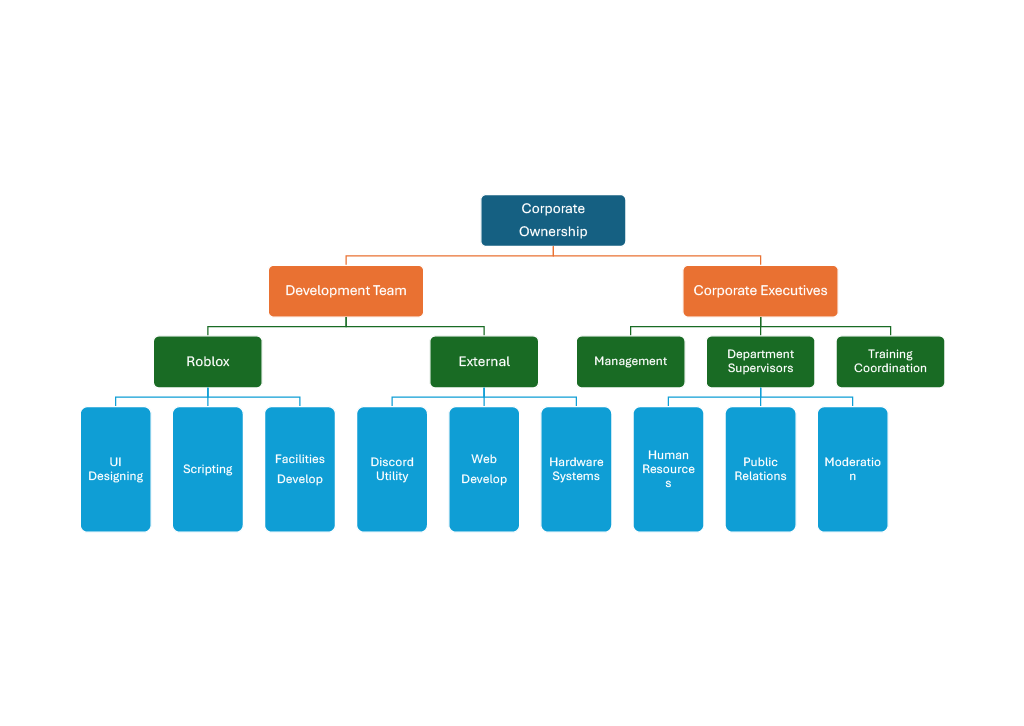 Corporate
Ownership
Development Team
Corporate Executives
Roblox
External
Management
Department
Supervisors
Training
Coordination
UI
Designing
Scripting
Facilities
Develop
Discord
Utility
Web
Develop
Hardware
Systems
Human
Resource
s
Public
Relations
Moderatio
n